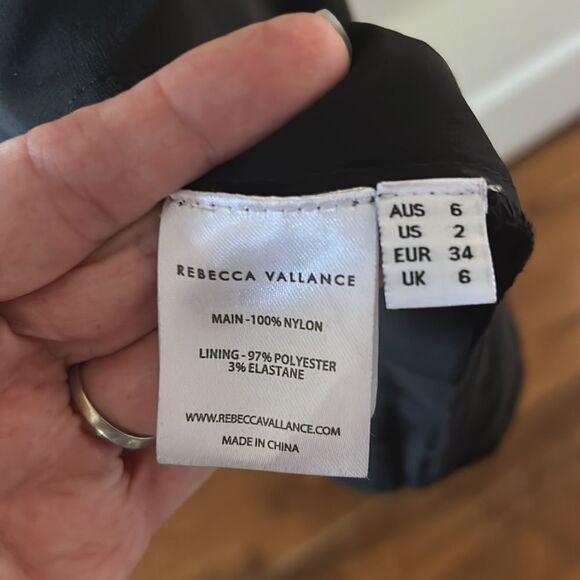 REBECCA VALLANCE
MAIN -100% NYLON
LINING - 97% POLYESTER
3% ELASTANE
WWW.REBECCAVALLANCE.COM
MADE IN CHINA
AUS 6
US 2
EUR 34
UK 6